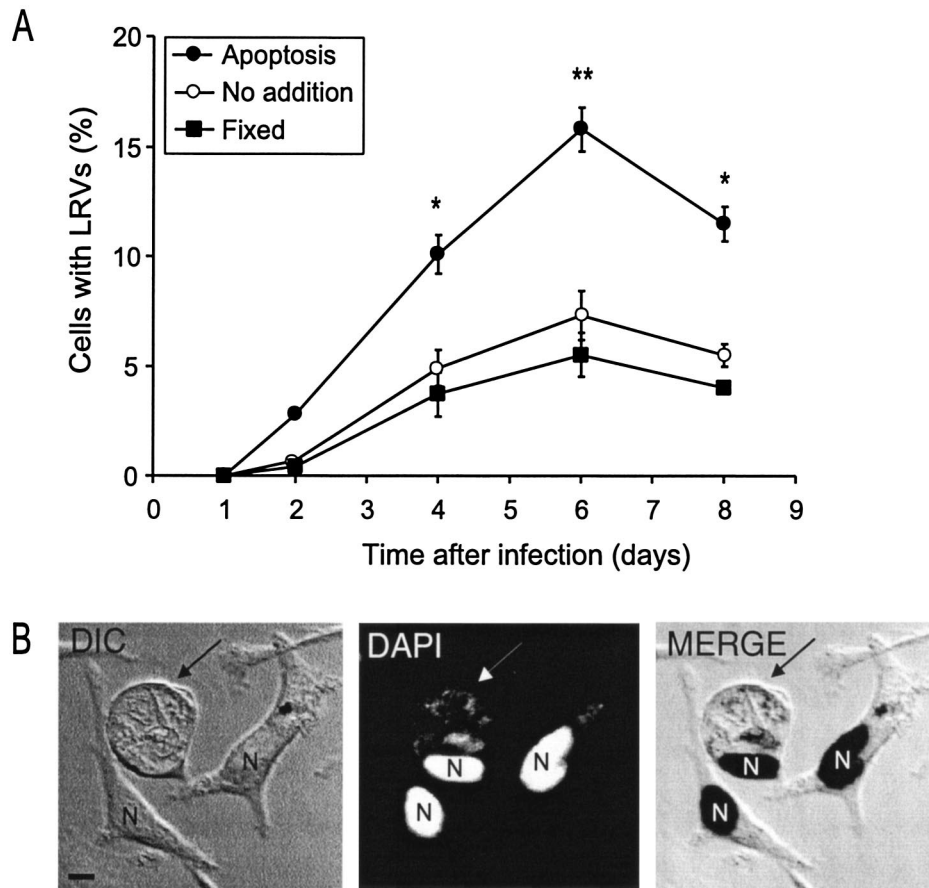 A
20
15
10
5
0
Cells with LRVs (%)
Apoptosis
No addition
Fixed
*
**
*
0 1 2 3 4 5 6 7 8 9
Time after infection (days)
B
DIC
N
N
DAPI
N
N
N
MERGE
N
N
N